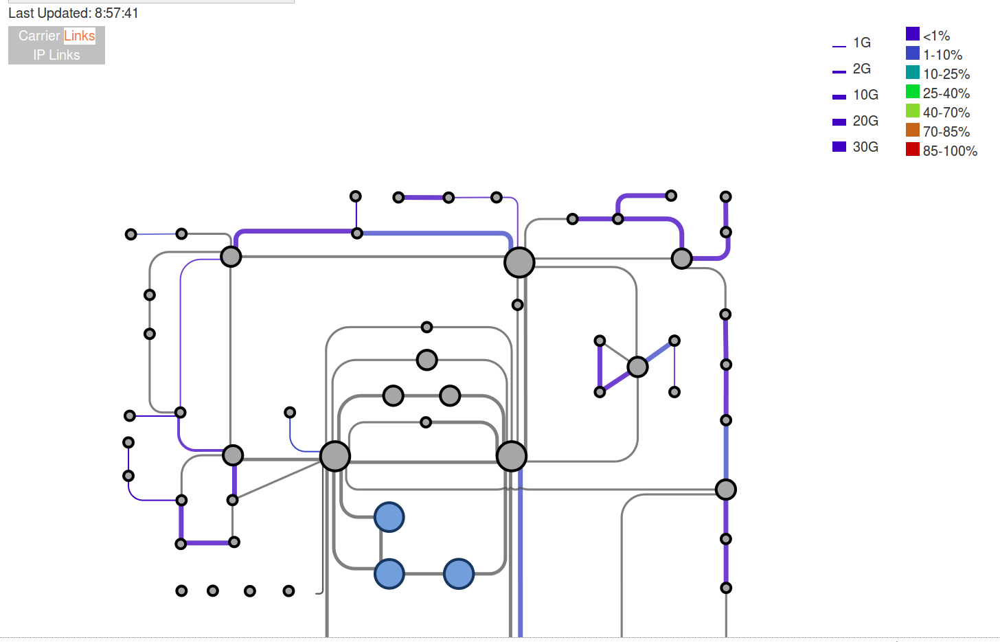 Last Updated: 8:57:41
Carrier Links
IP Links
1G
2G
10G
20G
30G
<1%
1-10%
10-25%
25-40%
40-70%
70-85%
85-100%